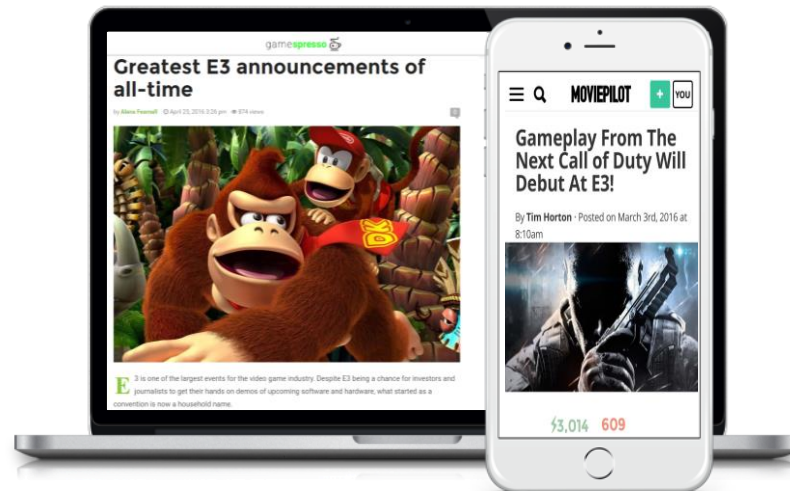 gamespresso
Greatest E3 announcements of
all-time
by April 23, 2016 3:26 pm 874 views
0
E 3 is one of the largest events for the video game industry. Despite E3 being a chance for investors and
journalists to get their hands on demos of upcoming software and hardware, what started as a
convention is now a household name.
DK
MOVIEPILOT + YOU
Gameplay From The
Next Call of Duty Will
Debut At E3!
By Tim Horton · Posted on March 3rd, 2016 at
8:10am
3,014 609